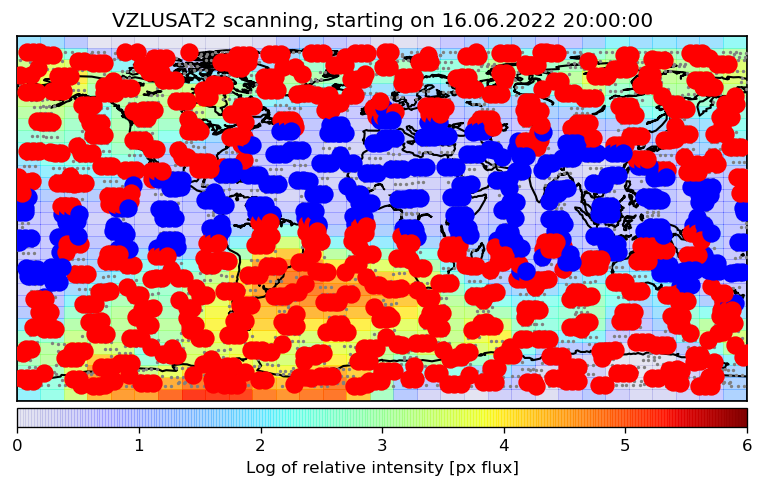 VZLUSAT2 scanning, starting on 16.06.2022 20:00:00
0 1 2 3 4 5 6
Log of relative intensity [px flux]